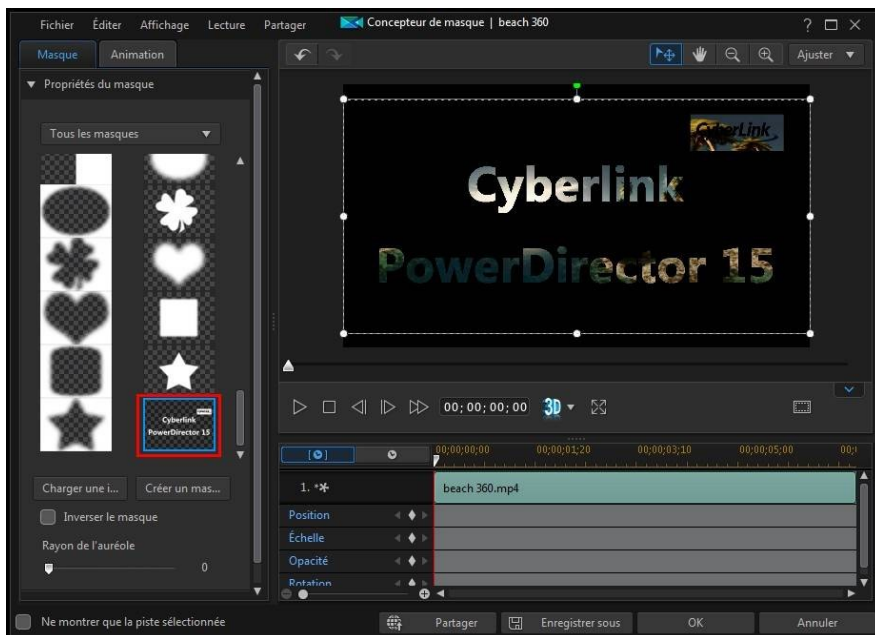 Fichier Éditer Affichage Lecture Partager Concepteur de masque | beach 360
Masque Animation
Ajuster
Propriétés du masque
Tous les masques
CyberLink
Cyberlink
PowerDirector 15
Cyberlink
PowerDirector 15
00;00;00;00 3D
00;00;00;00 00;00;01;20 00;00;03;10 00;00;05;00
1. beach 360.mp4
Charger une i... Créer un mas...
Inverser le masque
Position
Échelle
Rayon de l'auréole
Opacité
0
Rotation
Ne montrer que la piste sélectionnée
Partager Enregistrer sous OK Annuler